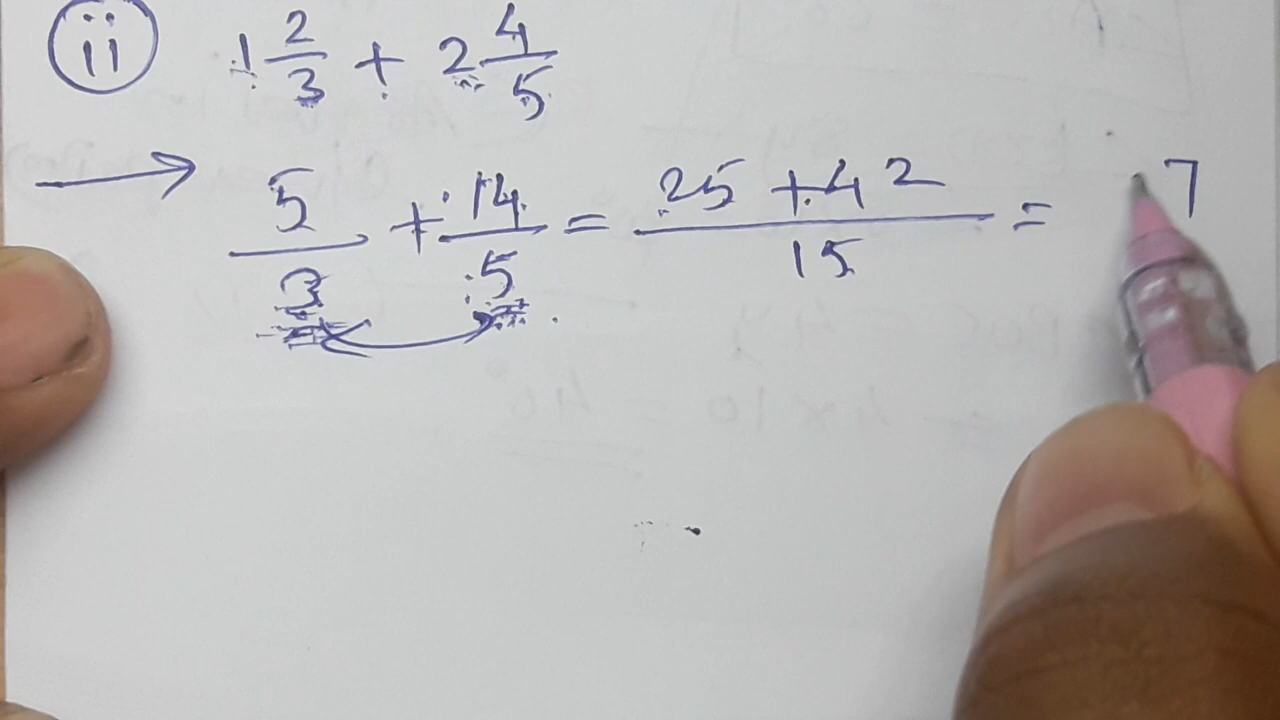 (ii) 1 2/3 + 2 4/5
→ 5/3 + 14/5 = (25 + 42)/15 = 7